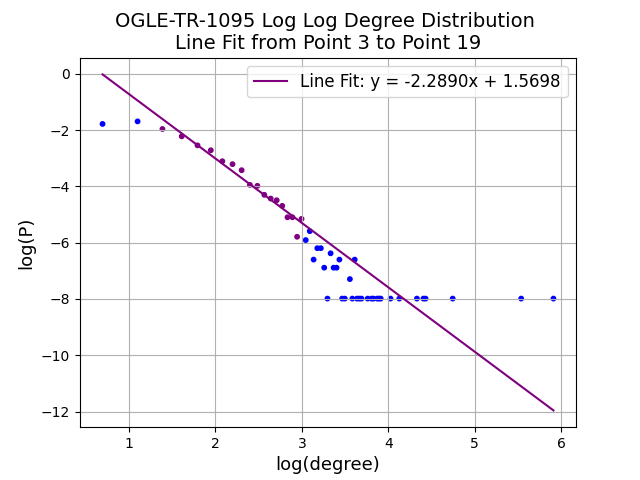 OGLE-TR-1095 Log Log Degree Distribution
Line Fit from Point 3 to Point 19
Line Fit: y = -2.2890x + 1.5698
0
−2
−4
−6
−8
−10
−12
log(P)
1 2 3 4 5 6
log(degree)